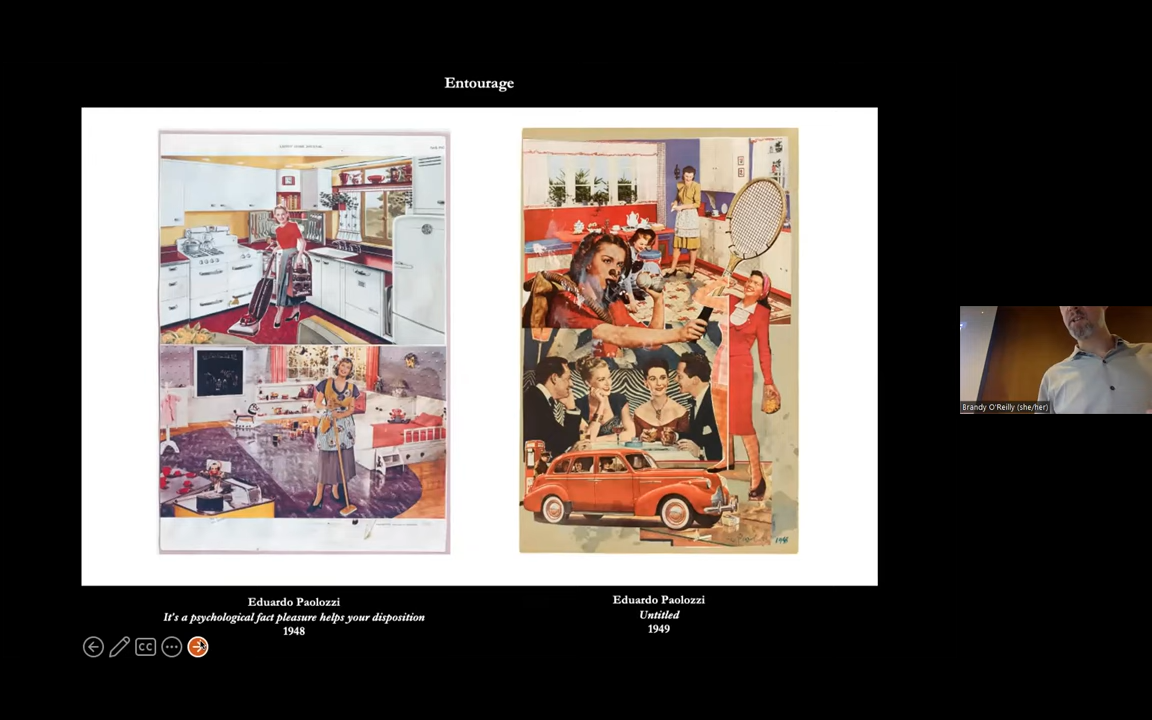 Entourage
Eduardo Paolozzi
It's a psychological fact pleasure helps your disposition
1948
Eduardo Paolozzi
Untitled
1949
CC
Brandy O'Reilly (she/her)